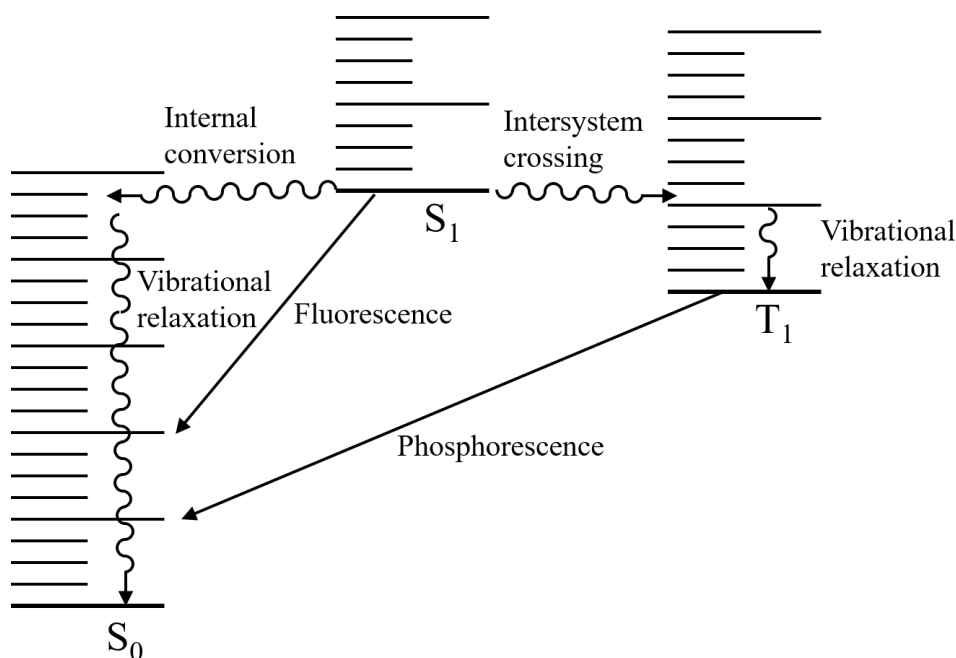 Internal
conversion
Intersystem
crossing
S₁
Vibrational
relaxation
Vibrational
relaxation
Fluorescence
T₁
Phosphorescence
S₀